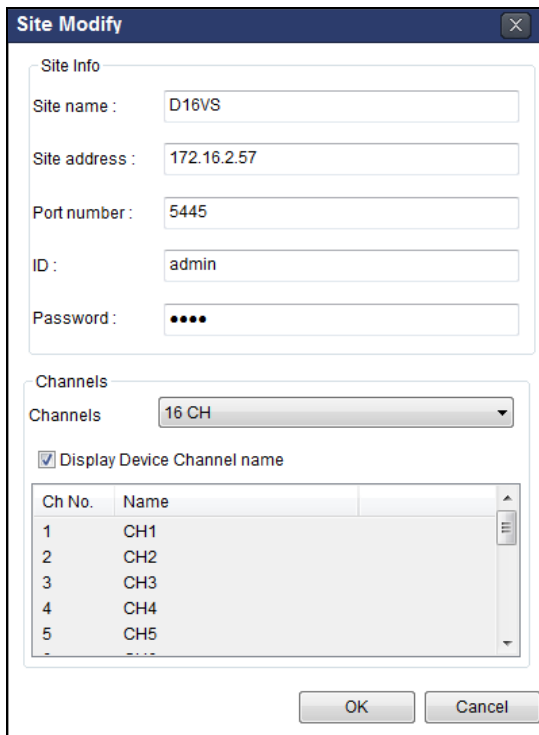 Site Modify
Site Info
Site name : D16VS
Site address : 172.16.2.57
Port number : 5445
ID : admin
Password : ••••
Channels
Channels 16 CH
Display Device Channel name
Ch No. Name
1 CH1
2 CH2
3 CH3
4 CH4
5 CH5
OK Cancel